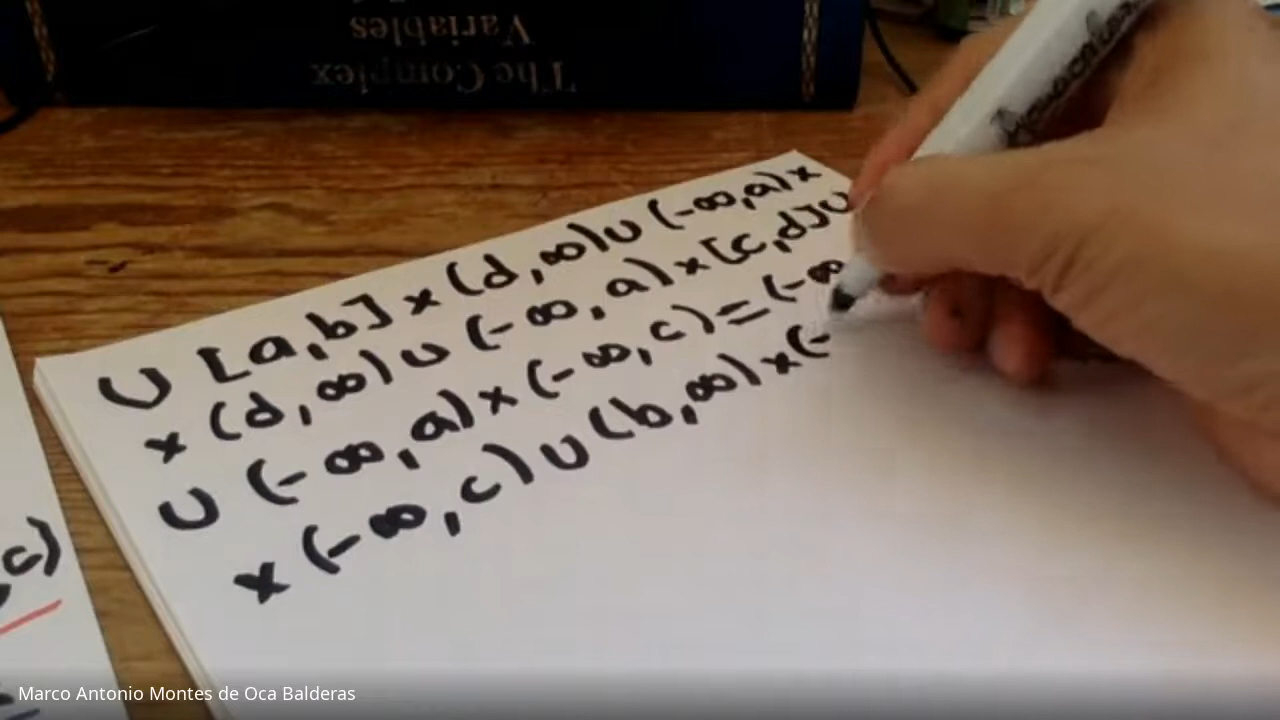 The Complex
Variables
∪ [a,b] × (d,∞) ∪ (-∞,a) ×
× (d,∞) ∪ (-∞,a) × [c,d] ∪
∪ (-∞,a) × (-∞,c) = (-∞
× (-∞,c) ∪ (b,∞) × (-
c)
Marco Antonio Montes de Oca Balderas